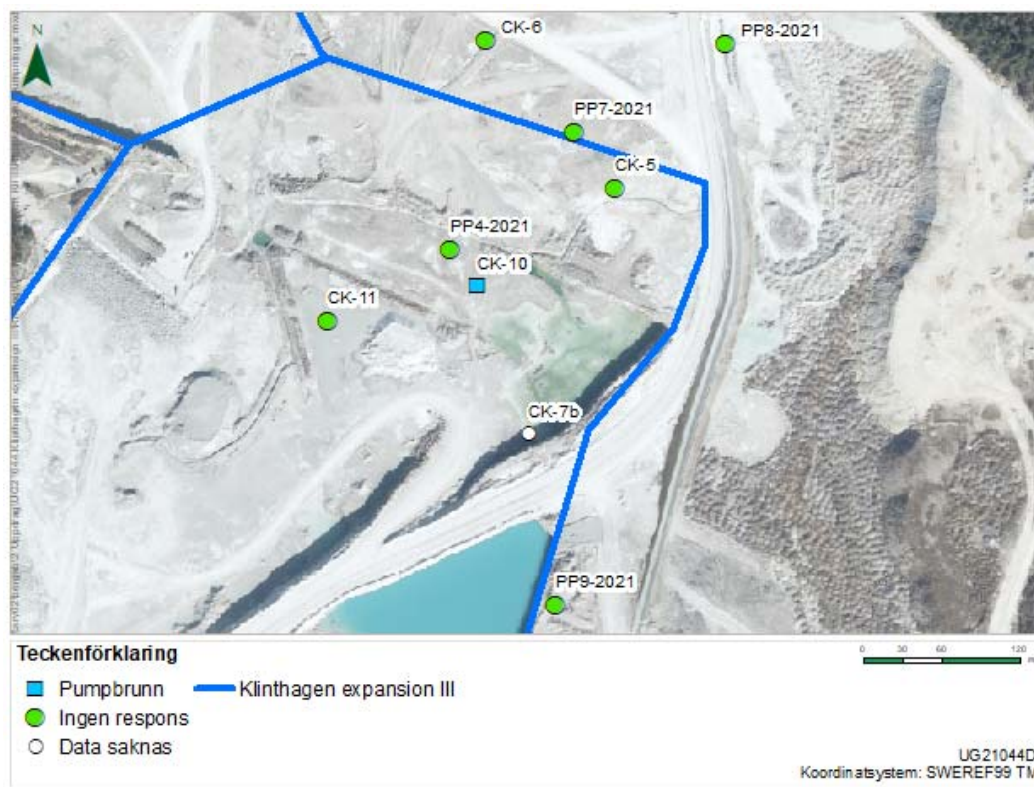 N
CK-6
PP8-2021
PP7-2021
CK-5
PP4-2021
CK-10
CK-11
CK-7b
PP9-2021
Teckenförklaring
Pumpbrunn
Klinthagen expansion III
Ingen respons
Data saknas
0 30 60 120
m
UG21044D
Koordinatsystem: SWEREF99 TM